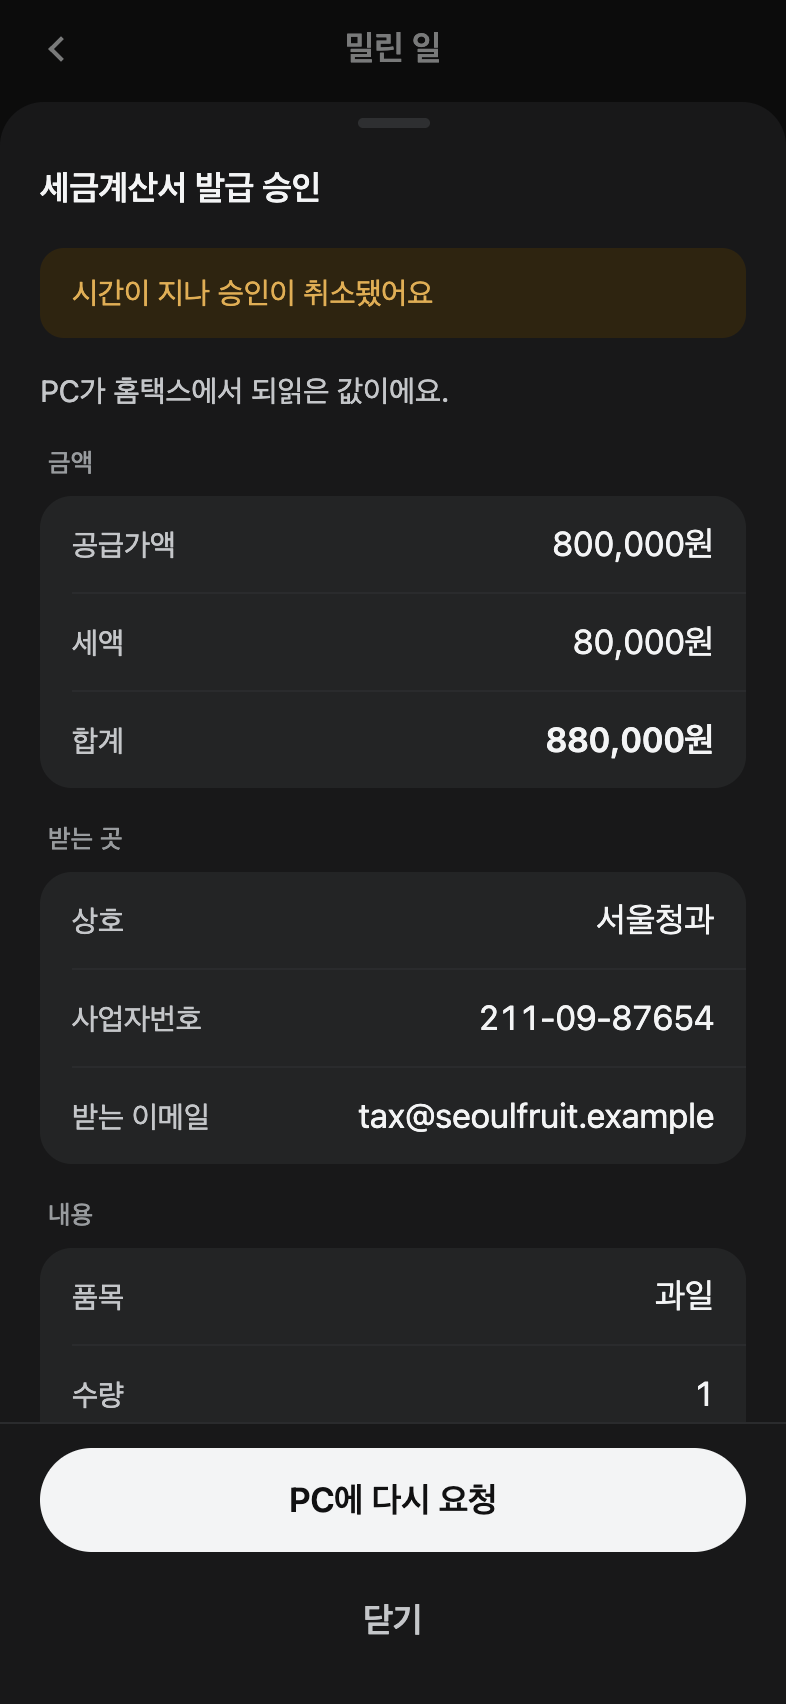 밀린 일
세금계산서 발급 승인
시간이 지나 승인이 취소됐어요
PC가 홈택스에서 되읽은 값이에요.
금액
공급가액 800,000원
세액 80,000원
합계 880,000원
받는 곳
상호 서울청과
사업자번호 211-09-87654
받는 이메일 tax@seoulfruit.example
내용
품목 과일
수량 1
PC에 다시 요청
닫기